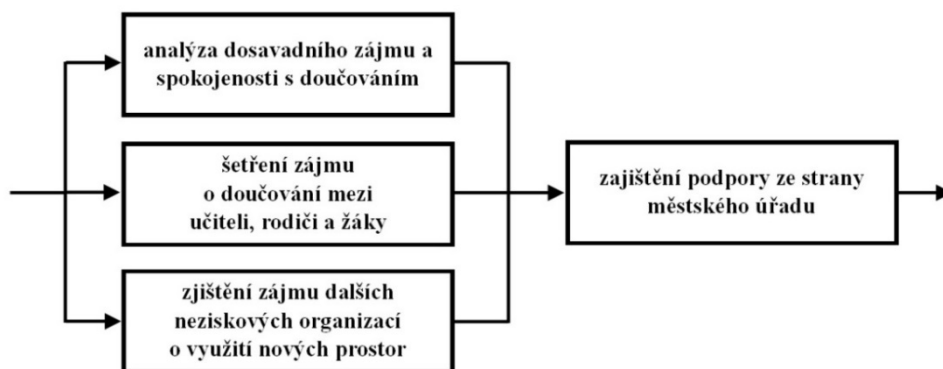 analýza dosavadního zájmu a
spokojenosti s doučováním
šetření zájmu
o doučování mezi
učiteli, rodiči a žáky
zjištění zájmu dalších
neziskových organizací
o využití nových prostor
zajištění podpory ze strany
městského úřadu